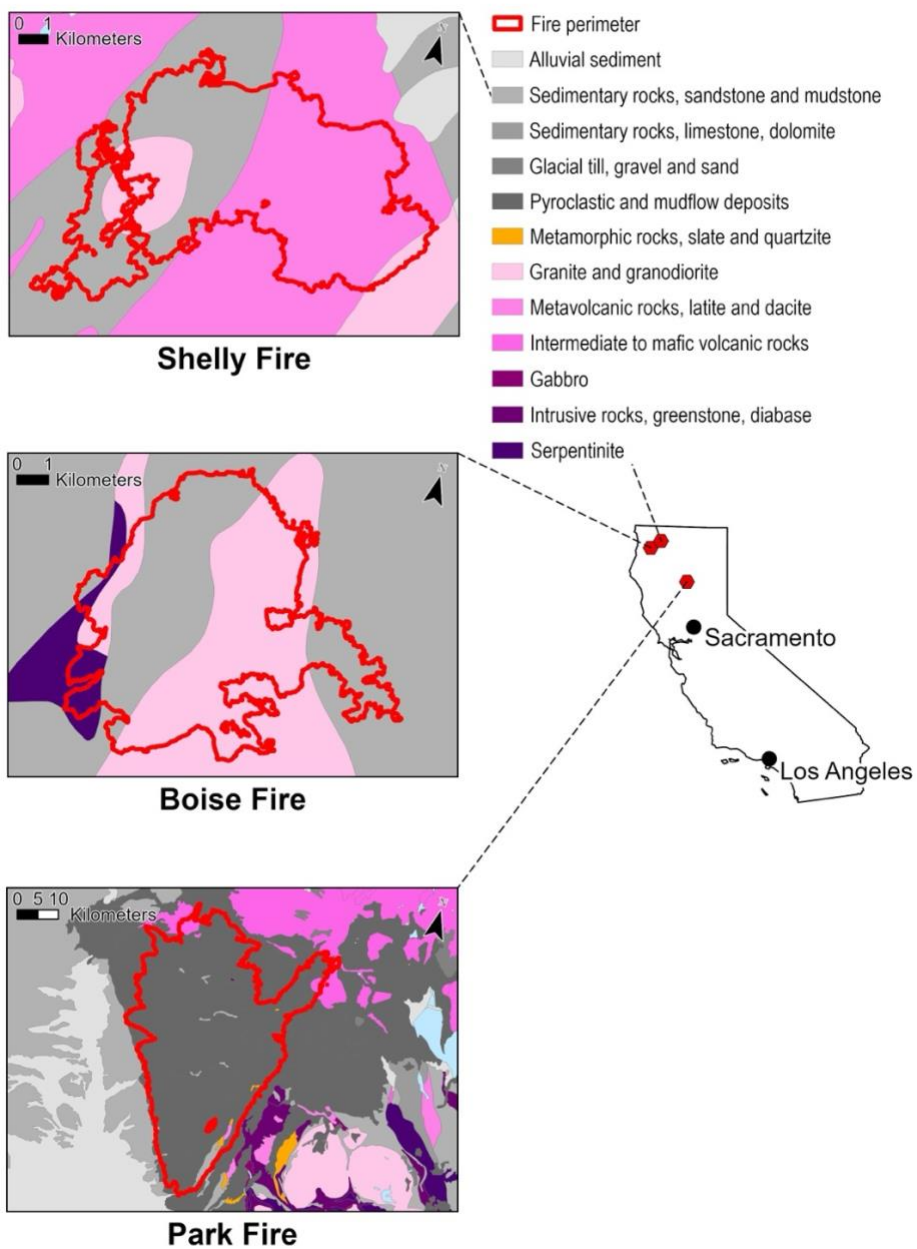 0 1
Kilometers
N
Shelly Fire
Fire perimeter
Alluvial sediment
Sedimentary rocks, sandstone and mudstone
Sedimentary rocks, limestone, dolomite
Glacial till, gravel and sand
Pyroclastic and mudflow deposits
Metamorphic rocks, slate and quartzite
Granite and granodiorite
Metavolcanic rocks, latite and dacite
Intermediate to mafic volcanic rocks
Gabbro
Intrusive rocks, greenstone, diabase
Serpentinite
0 1
Kilometers
N
Boise Fire
Sacramento
Los Angeles
0 5 10
Kilometers
N
Park Fire